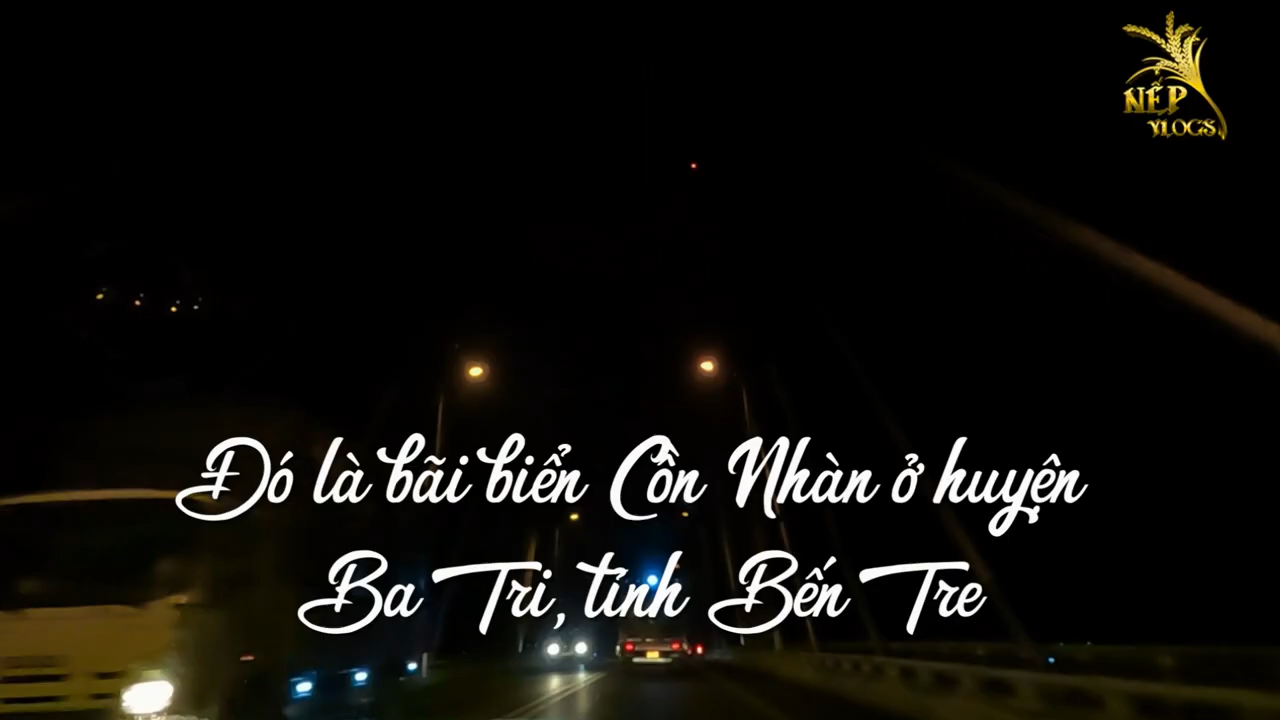 NẾP
VLOGS
Đó là bãi biển Cồn Nhàn ở huyện
Ba Tri, tỉnh Bến Tre